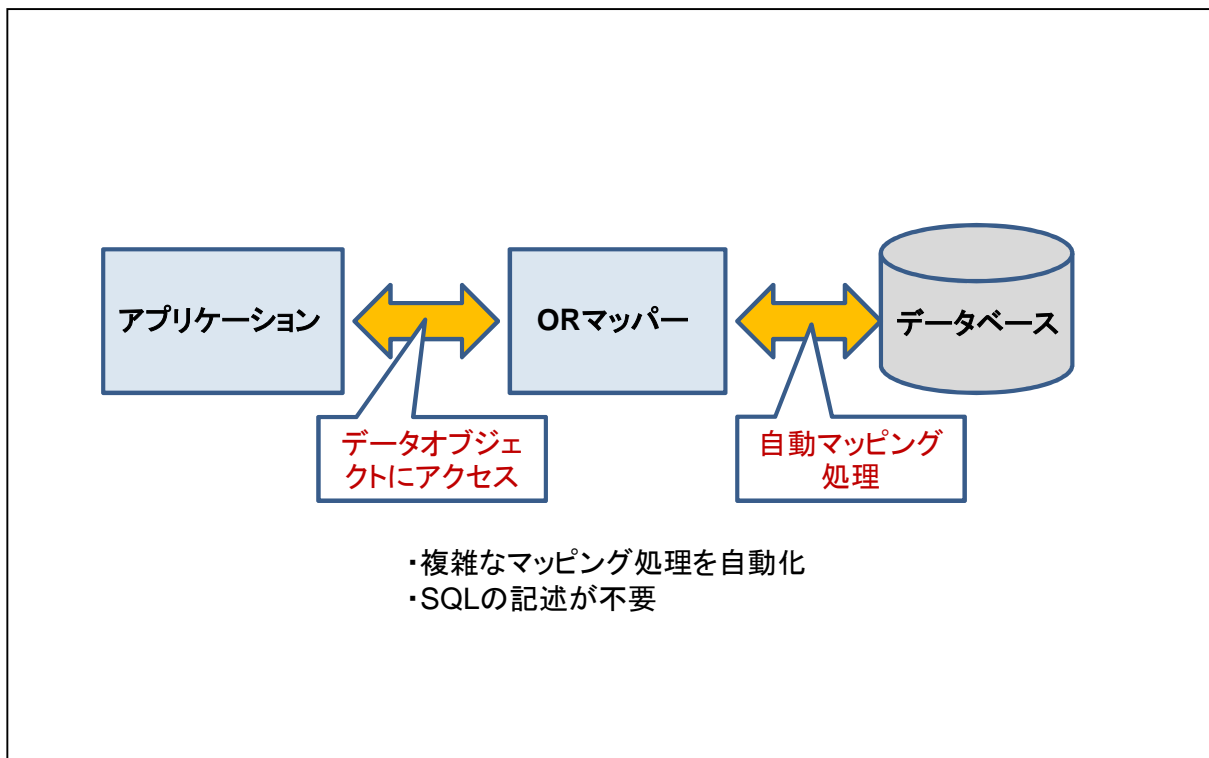 アプリケーション
ORマッパー
データベース
データオブジェ
クトにアクセス
自動マッピング
処理
・複雑なマッピング処理を自動化
・SQLの記述が不要